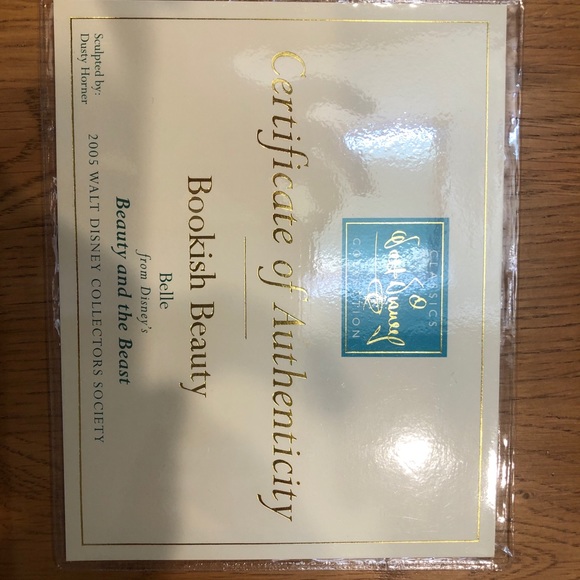 CLASSICS
Walt Disney
COLLECTION
Certificate of Authenticity
Bookish Beauty
Belle
from Disney's
Beauty and the Beast
2005 WALT DISNEY COLLECTORS SOCIETY
Sculpted by:
Dusty Horner